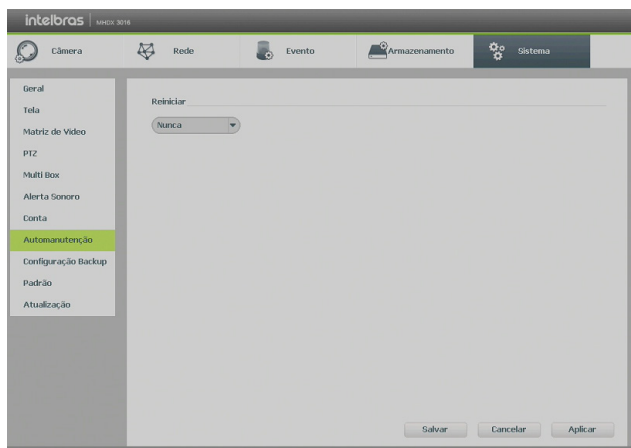 intelbras | MHDX 3016
Câmera
Rede
Evento
Armazenamento
Sistema
Geral
Tela
Matriz de Vídeo
PTZ
Multi Box
Alerta Sonoro
Conta
Automanutenção
Configuração Backup
Padrão
Atualização
Reiniciar
Nunca
Salvar
Cancelar
Aplicar